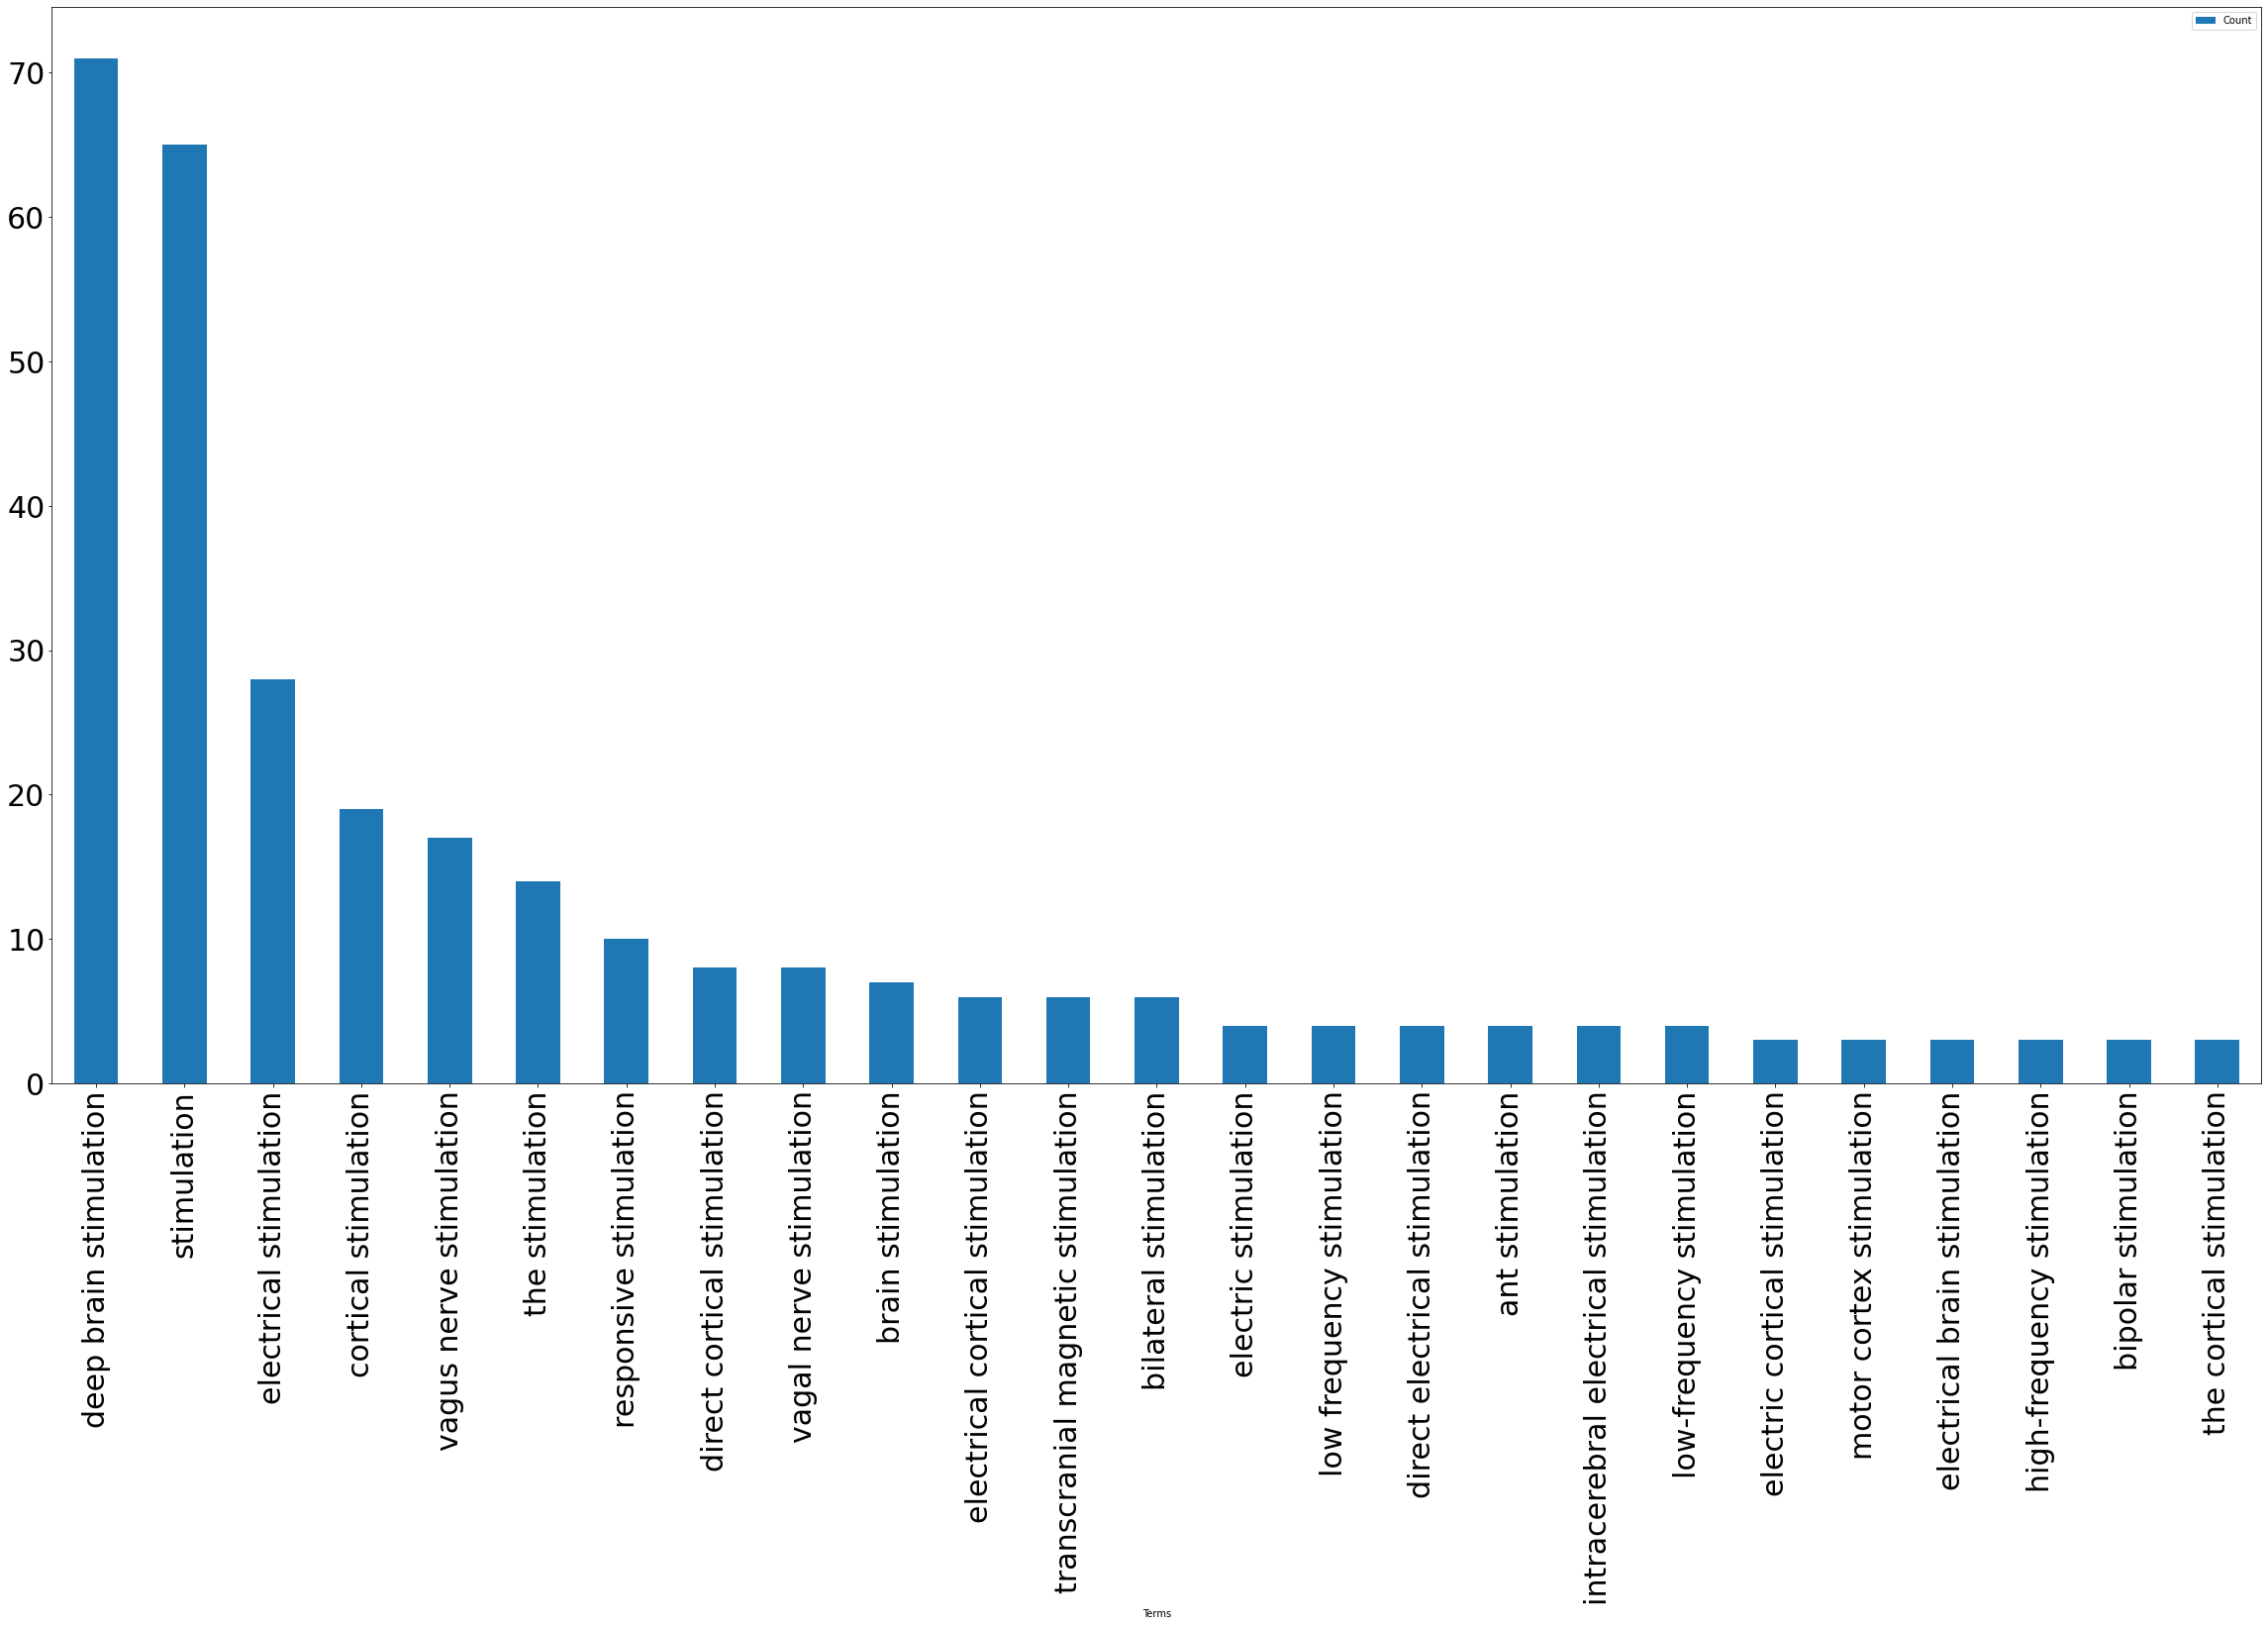 Count
70
60
50
40
30
20
10
0
deep brain stimulation
stimulation
electrical stimulation
cortical stimulation
vagus nerve stimulation
the stimulation
responsive stimulation
direct cortical stimulation
vagal nerve stimulation
brain stimulation
electrical cortical stimulation
transcranial magnetic stimulation
bilateral stimulation
electric stimulation
low frequency stimulation
direct electrical stimulation
ant stimulation
intracerebral electrical stimulation
low-frequency stimulation
electric cortical stimulation
motor cortex stimulation
electrical brain stimulation
high-frequency stimulation
bipolar stimulation
the cortical stimulation
Terms